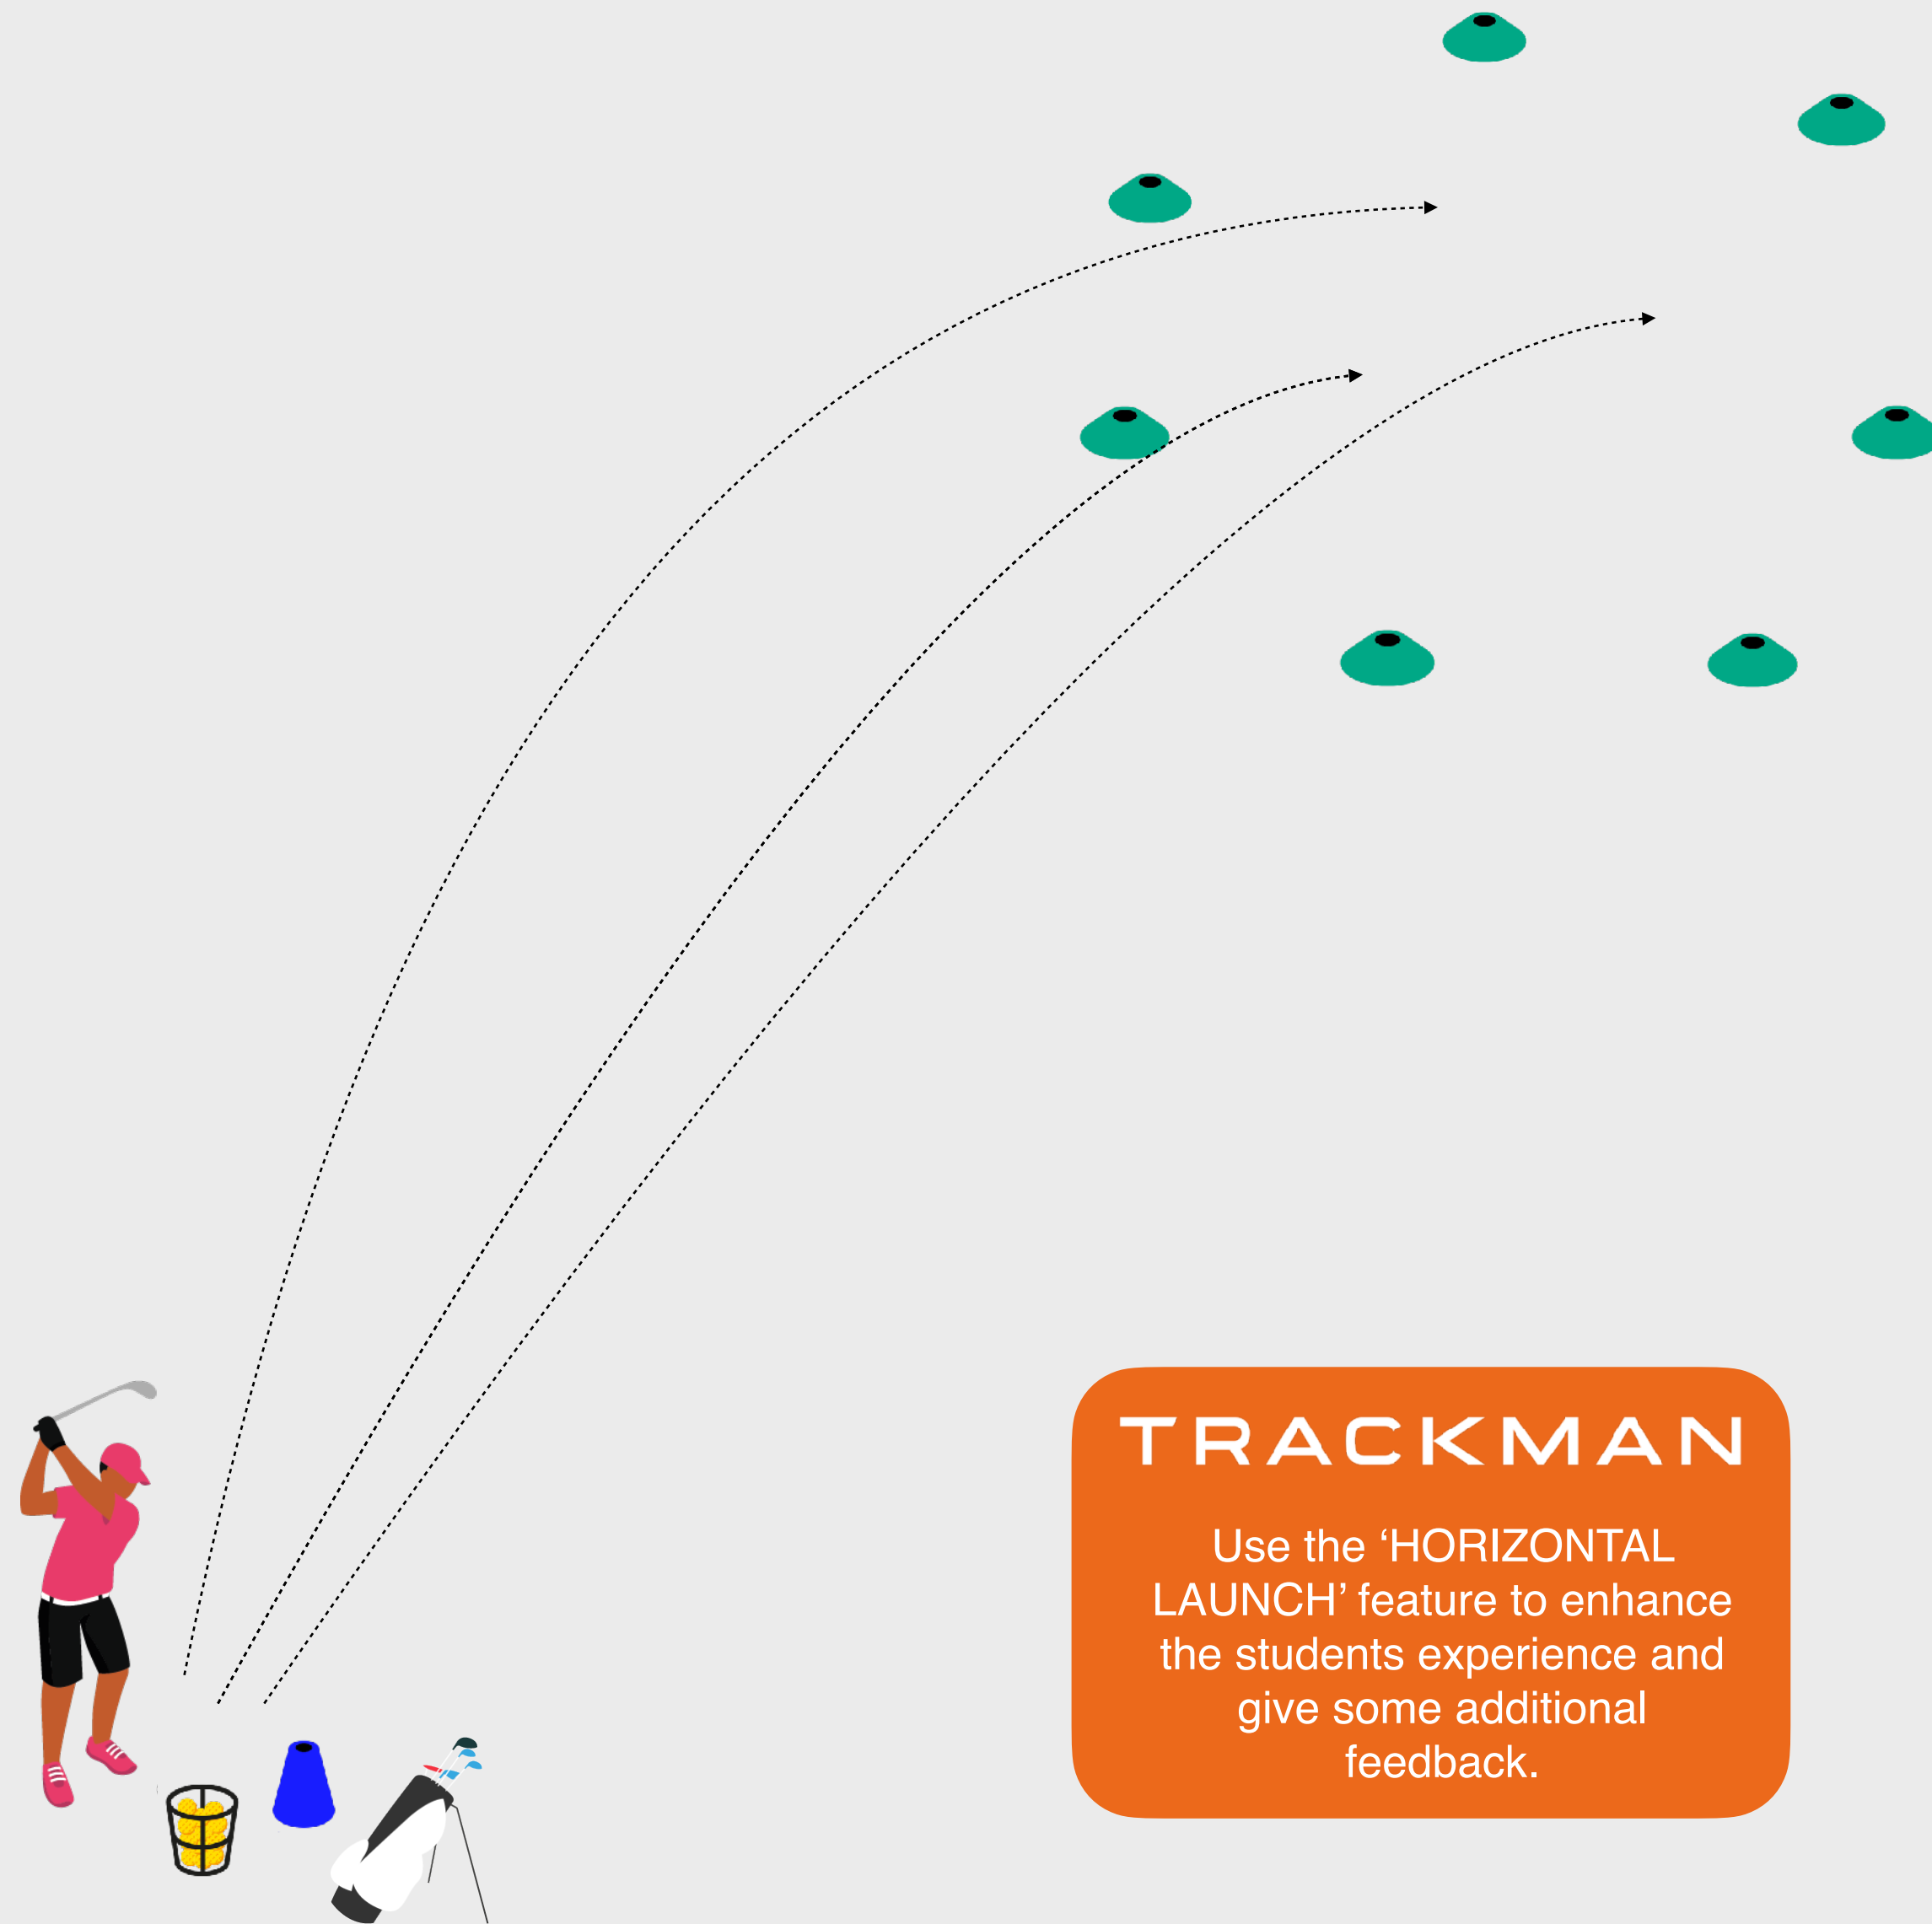 TRACKMAN
Use the ‘HORIZONTAL
LAUNCH’ feature to enhance
the students experience and
give some additional
feedback.